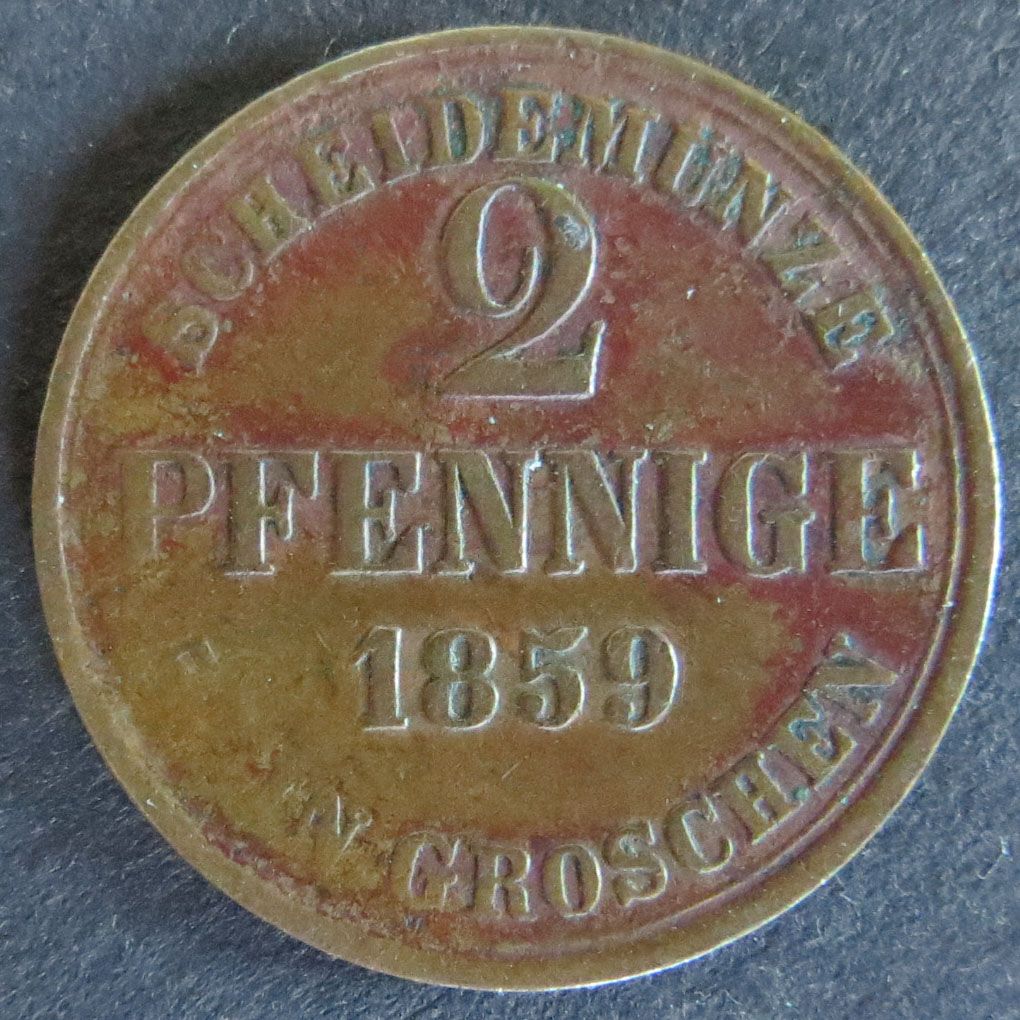 SCHEIDEMÜNZE
2
PFENNIGE
1859
GROSCHEN